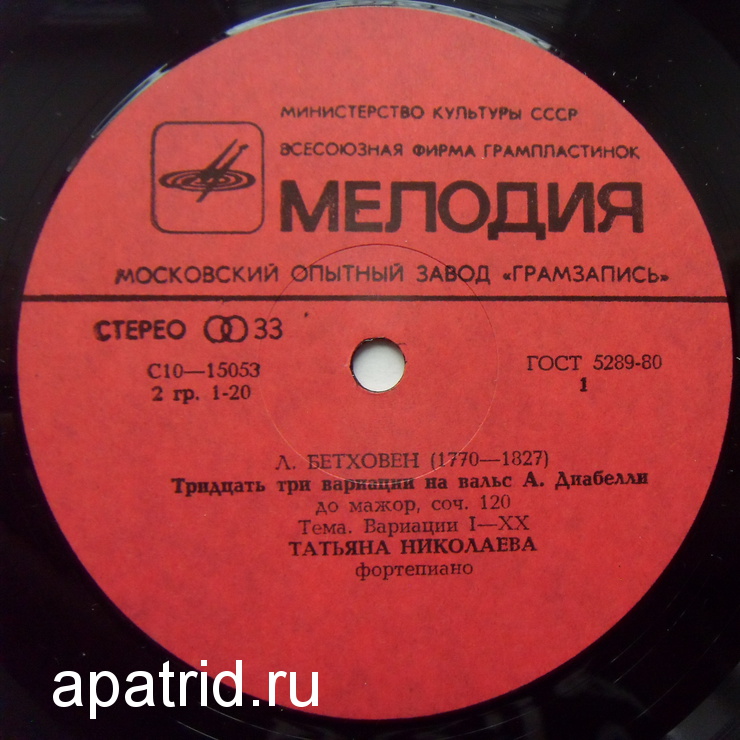 МИНИСТЕРСТВО КУЛЬТУРЫ СССР
ВСЕСОЮЗНАЯ ФИРМА ГРАМПЛАСТИНОК
МЕЛОДИЯ
МОСКОВСКИЙ ОПЫТНЫЙ ЗАВОД «ГРАМЗАПИСЬ»
СТЕРЕО 33
С10—15053
ГОСТ 5289-80
2 гр. 1-20
1
Л. БЕТХОВЕН (1770—1827)
Тридцать три вариации на вальс А. Диабелли
до мажор, соч. 120
Тема. Вариации I—XX
ТАТЬЯНА НИКОЛАЕВА
фортепиано
apatrid.ru